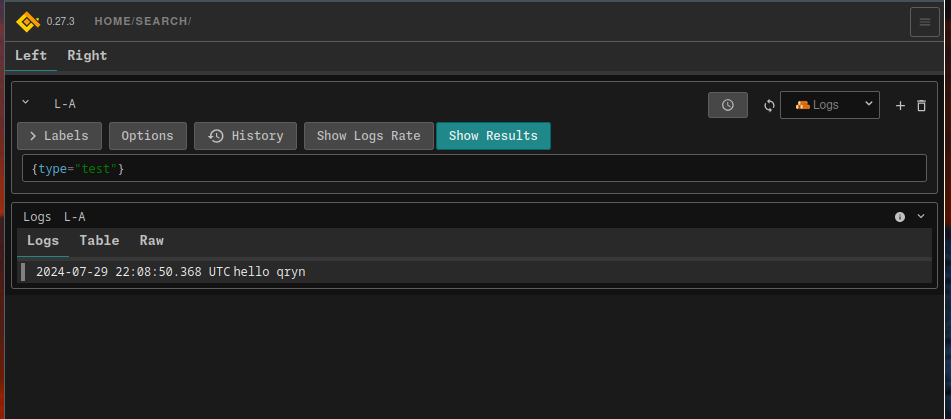 0.27.3 HOME/SEARCH/
Left Right
L-A Logs
Labels Options History Show Logs Rate Show Results
{type="test"}
Logs L-A
Logs Table Raw
2024-07-29 22:08:50.368 UTC hello qryn